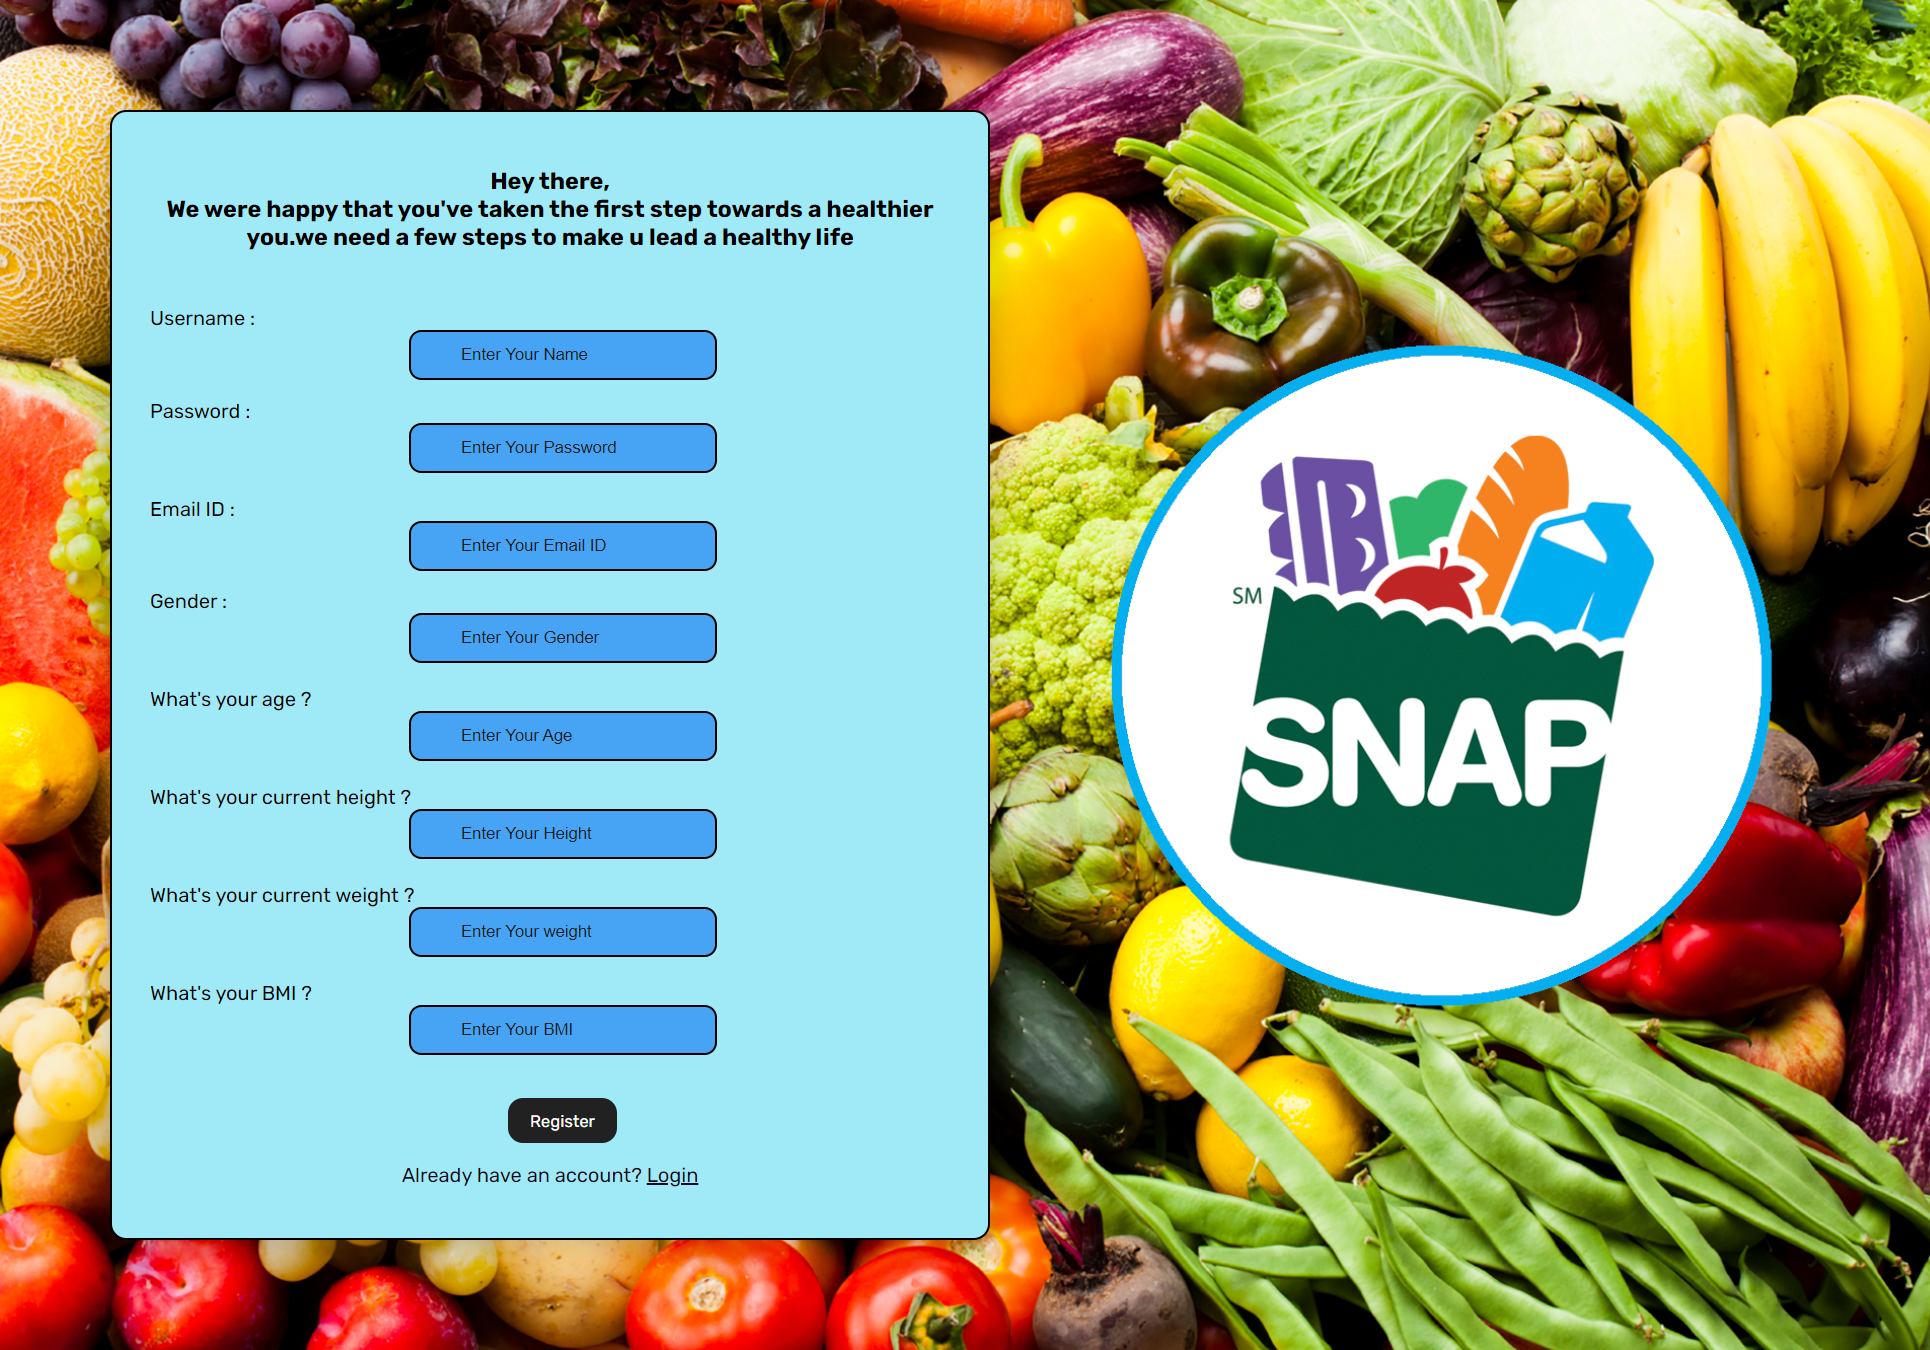 Hey there,
We were happy that you've taken the first step towards a healthier
you.we need a few steps to make u lead a healthy life
Username :
Enter Your Name
Password :
Enter Your Password
Email ID :
Enter Your Email ID
Gender :
Enter Your Gender
What's your age ?
Enter Your Age
What's your current height ?
Enter Your Height
What's your current weight ?
Enter Your weight
What's your BMI ?
Enter Your BMI
Register
Already have an account? Login
SM
SNAP